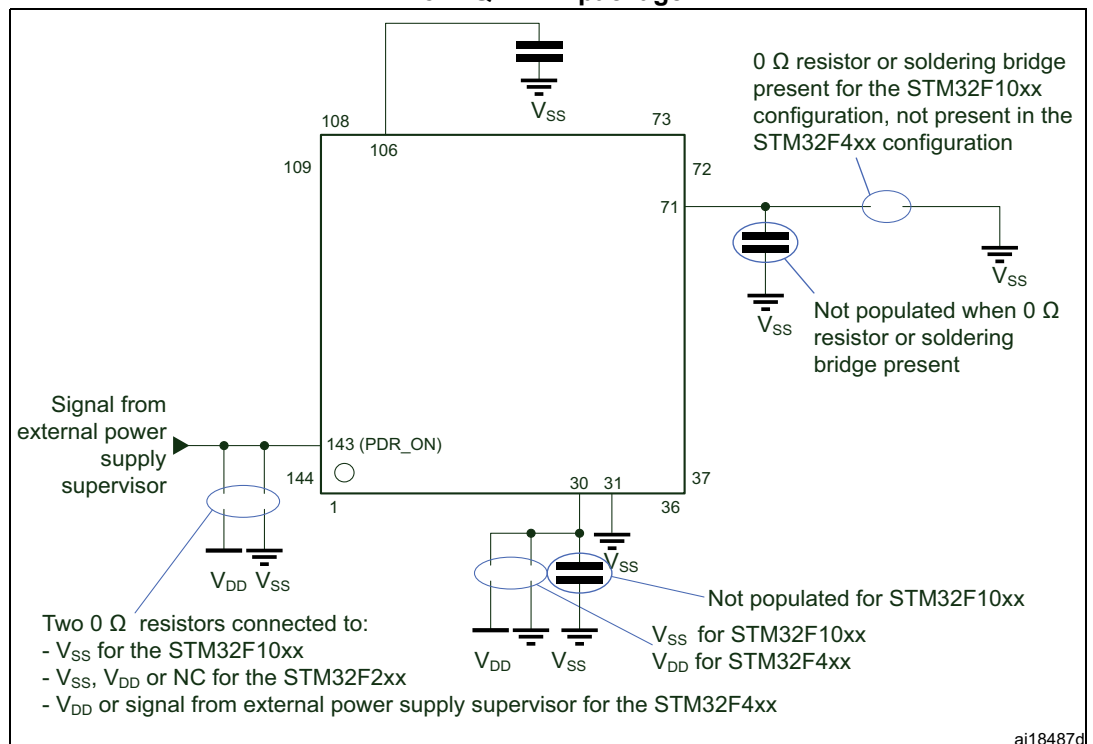 0 Ω resistor or soldering bridge
present for the STM32F10xx
configuration, not present in the
STM32F4xx configuration
VSS
108
73
106
109
72
71
VSS
VSS
Not populated when 0 Ω
resistor or soldering
bridge present
Signal from
external power
supply
supervisor
143 (PDR_ON)
144
1
30
31
37
36
VSS
VDD
VSS
Not populated for STM32F10xx
VSS for STM32F10xx
VDD for STM32F4xx
VDD
VSS
Two 0 Ω resistors connected to:
- VSS for the STM32F10xx
- VSS, VDD or NC for the STM32F2xx
- VDD or signal from external power supply supervisor for the STM32F4xx
ai18487d